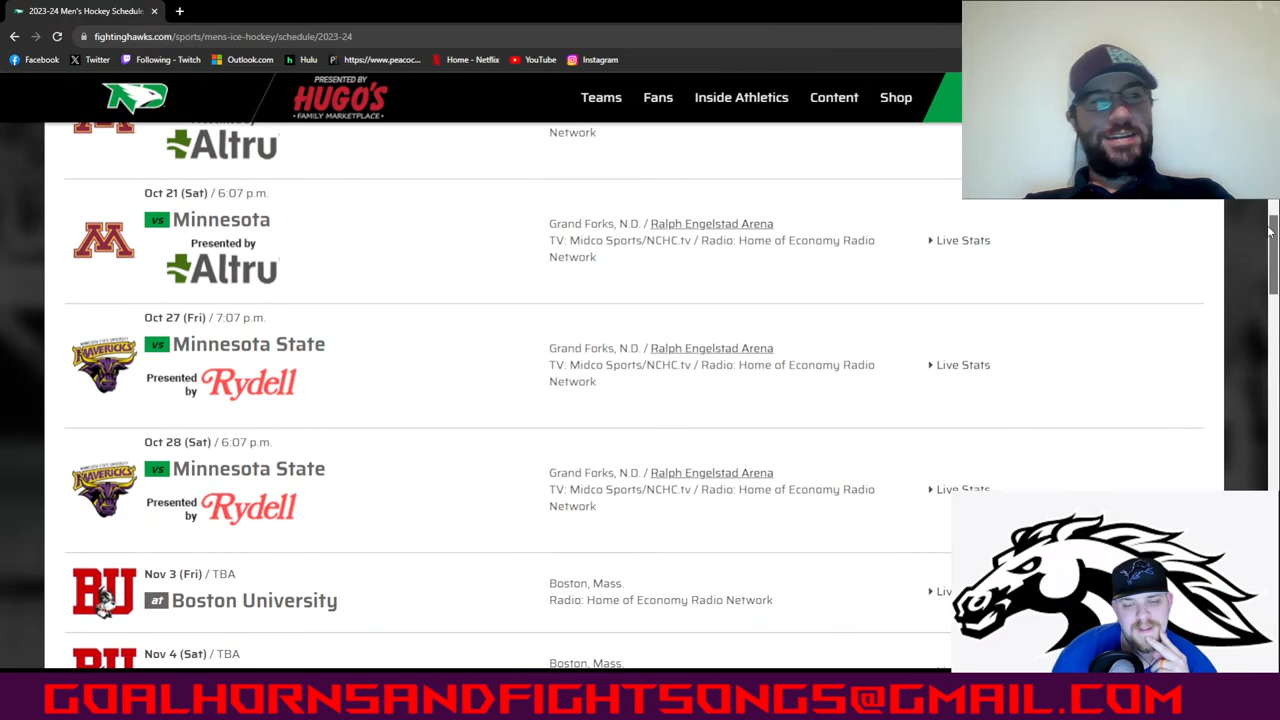 2023-24 Men's Hockey Schedule
fightinghawks.com/sports/mens-ice-hockey/schedule/2023-24
Facebook Twitter Following - Twitch Outlook.com Hulu https://www.peacoc... Home - Netflix YouTube Instagram
PRESENTED BY
HUGO'S
FAMILY MARKETPLACE
Teams Fans Inside Athletics Content Shop
Altru
Network
Oct 21 (Sat) / 6:07 p.m.
vs Minnesota
Presented by
Altru
Grand Forks, N.D. / Ralph Engelstad Arena
TV: Midco Sports/NCHC.tv / Radio: Home of Economy Radio
Network
Live Stats
Oct 27 (Fri) / 7:07 p.m.
vs Minnesota State
MAVERICKS
Presented
by Rydell
Grand Forks, N.D. / Ralph Engelstad Arena
TV: Midco Sports/NCHC.tv / Radio: Home of Economy Radio
Network
Live Stats
Oct 28 (Sat) / 6:07 p.m.
vs Minnesota State
MAVERICKS
Presented
by Rydell
Grand Forks, N.D. / Ralph Engelstad Arena
TV: Midco Sports/NCHC.tv / Radio: Home of Economy Radio
Network
Live Stats
Nov 3 (Fri) / TBA
BU
at Boston University
Boston, Mass.
Radio: Home of Economy Radio Network
Nov 4 (Sat) / TBA
Boston, Mass.
GOALHORNSANDFIGHTSONGS@GMAIL.COM